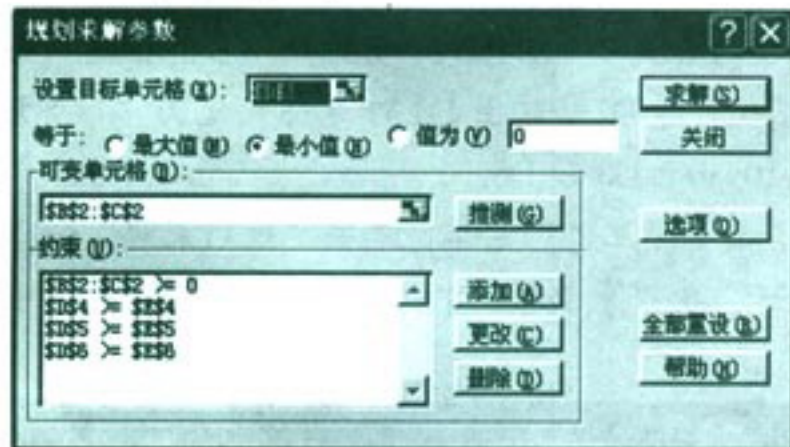 规划求解参数
设置目标单元格(E):
求解(S)
等于: 最大值(M) 最小值(N) 值为(V) 0
关闭
可变单元格(B):
$B$2:$C$2
推测(G)
选项(O)
约束(U):
$B$2:$C$2 >= 0
$D$4 >= $E$4
$D$5 >= $E$5
$D$6 >= $E$6
添加(A)
更改(C)
删除(D)
全部重设(R)
帮助(H)